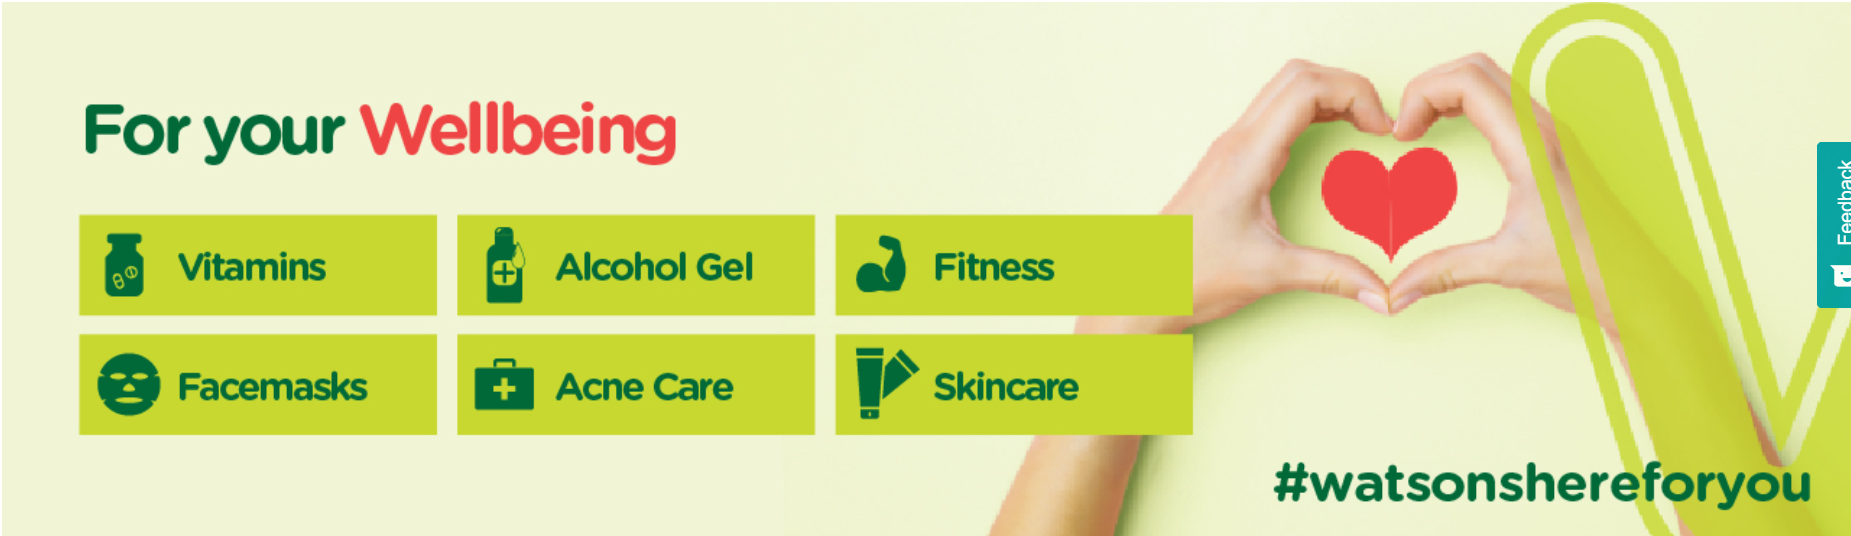 For your Wellbeing
Vitamins
Alcohol Gel
Fitness
Facemasks
Acne Care
Skincare
#watsonshereforyou
Feedback